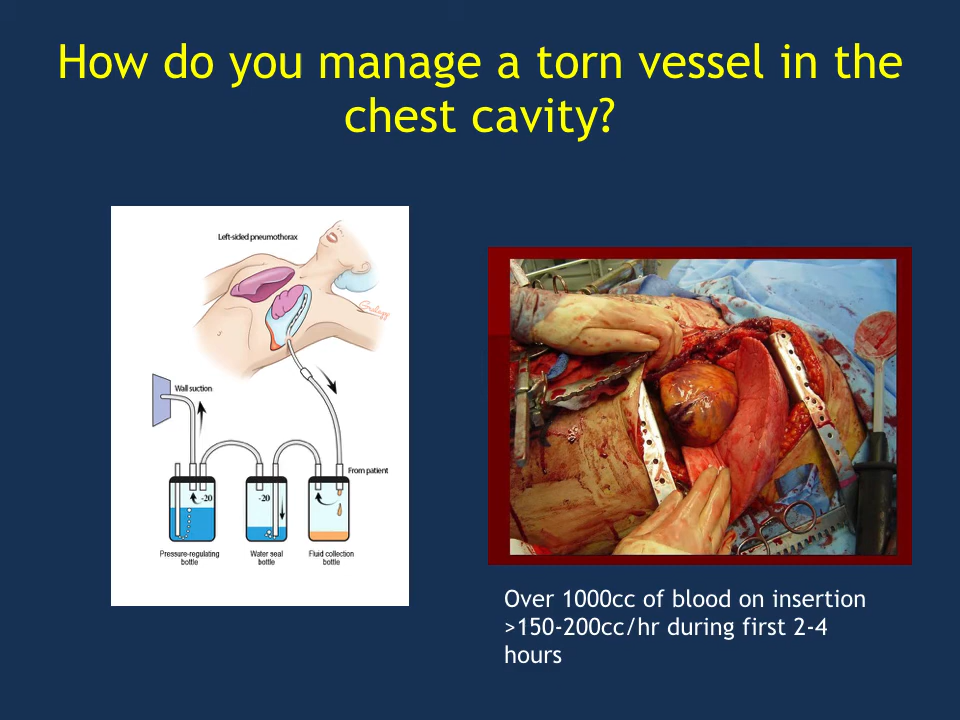 How do you manage a torn vessel in the
chest cavity?
Left-sided pneumothorax
Wall suction
From patient
-20
-20
Pressure-regulating
bottle
Water seal
bottle
Fluid collection
bottle
Over 1000cc of blood on insertion
>150-200cc/hr during first 2-4
hours